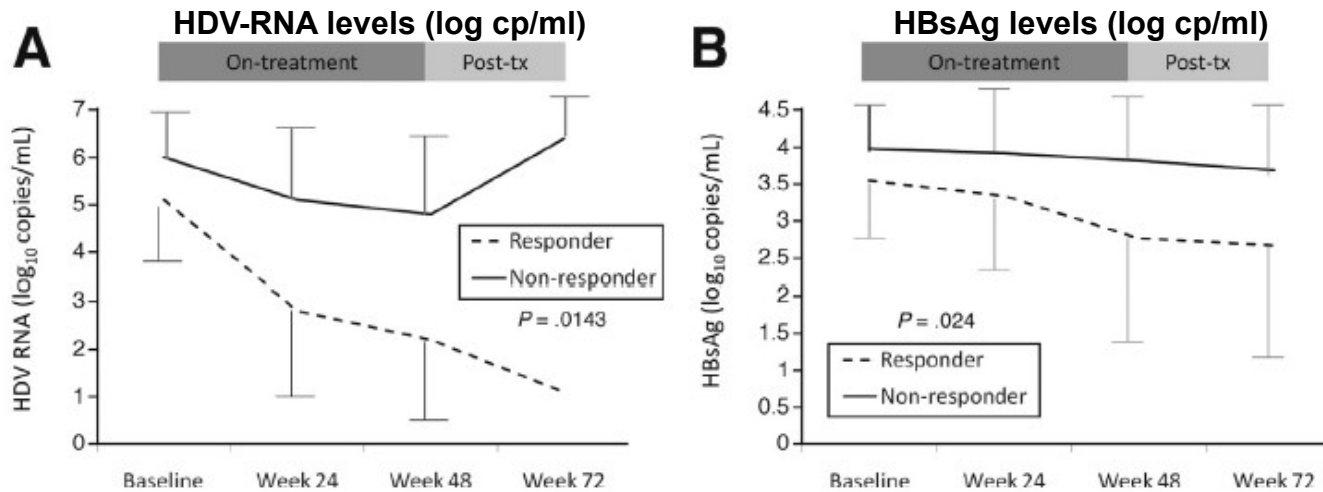 A
HDV-RNA levels (log cp/ml)
On-treatment
Post-tx
HDV RNA (log10 copies/mL)
7
6
5
4
3
2
1
0
Responder
Non-responder
P = .0143
Baseline
Week 24
Week 48
Week 72
B
HBsAg levels (log cp/ml)
On-treatment
Post-tx
HBsAg (log10 copies/mL)
4.5
4
3.5
3
2.5
2
1.5
1
0.5
0
P = .024
Responder
Non-responder
Baseline
Week 24
Week 48
Week 72